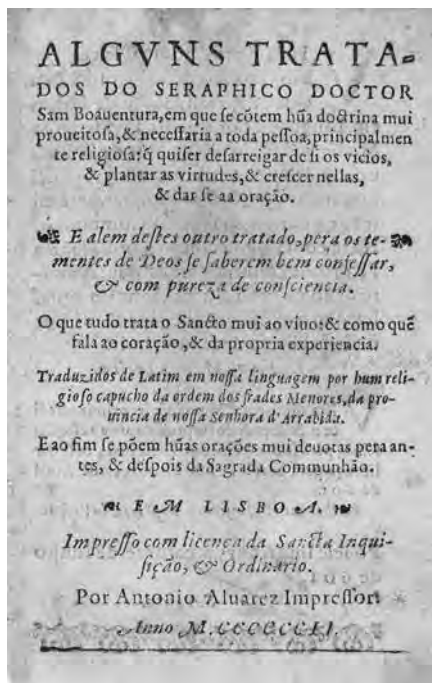 ALGVNS TRATA-
DOS DO SERAPHICO DOCTOR
Sam Boauentura, em que ſe cõtem hũa doctrina mui
proueitoſa, & neceſſaria a toda peſſoa, principalmen
te religioſa: q̃ quiſer deſarreigar de ſi os vicios,
& plantar as virtudes, & creſcer nellas,
& dar ſe aa oração.
E alem deſtes outro tratado, pera os te-
mentes de Deos ſe ſaberem bem confeſſar,
& com pureza de conſciencia.
O que tudo trata o Sancto mui ao viuo: & como quẽ
fala ao coração, & da propria experiencia.
Traduzidos de Latim em noſſa linguagem por hum reli-
gioſo capucho da ordem dos frades Menores, da pro-
uincia de noſſa Senhora d'Arrabida.
E ao fim ſe põem hũas orações mui deuotas pera an-
tes, & deſpois da Sagrada Communhão.
EM LISBOA.
Impreſſo com licença da Sancta Inqui-
ſição, & Ordinario.
Por Antonio Aluarez Impreſſor.
Anno